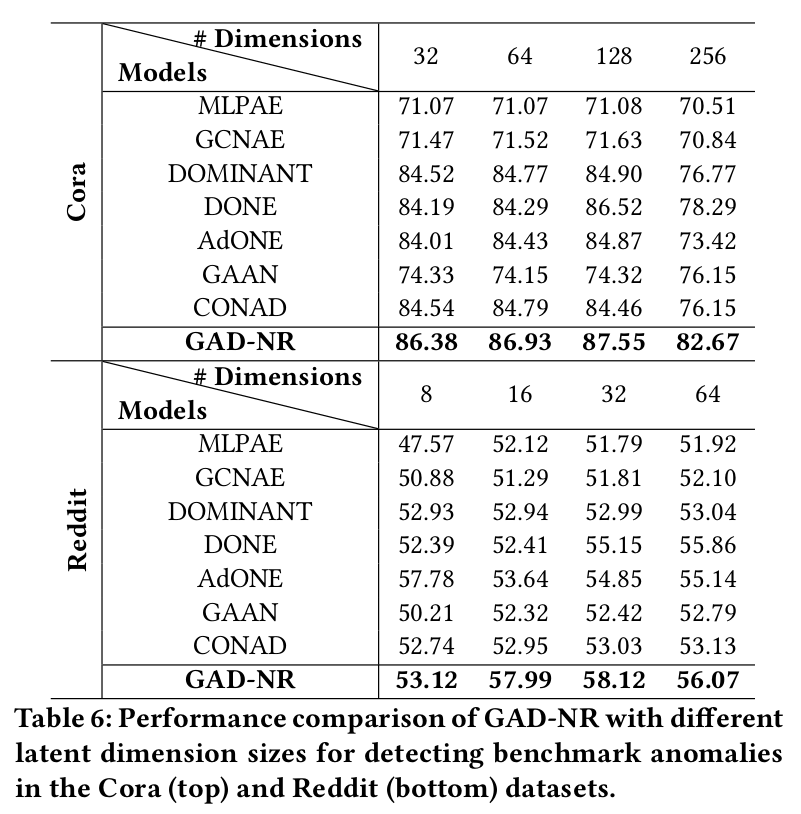 # Dimensions
Models 32 64 128 256
Cora
MLPAE 71.07 71.07 71.08 70.51
GCNAE 71.47 71.52 71.63 70.84
DOMINANT 84.52 84.77 84.90 76.77
DONE 84.19 84.29 86.52 78.29
AdONE 84.01 84.43 84.87 73.42
GAAN 74.33 74.15 74.32 76.15
CONAD 84.54 84.79 84.46 76.15
GAD-NR 86.38 86.93 87.55 82.67
# Dimensions
Models 8 16 32 64
Reddit
MLPAE 47.57 52.12 51.79 51.92
GCNAE 50.88 51.29 51.81 52.10
DOMINANT 52.93 52.94 52.99 53.04
DONE 52.39 52.41 55.15 55.86
AdONE 57.78 53.64 54.85 55.14
GAAN 50.21 52.32 52.42 52.79
CONAD 52.74 52.95 53.03 53.13
GAD-NR 53.12 57.99 58.12 56.07
Table 6: Performance comparison of GAD-NR with different
latent dimension sizes for detecting benchmark anomalies
in the Cora (top) and Reddit (bottom) datasets.